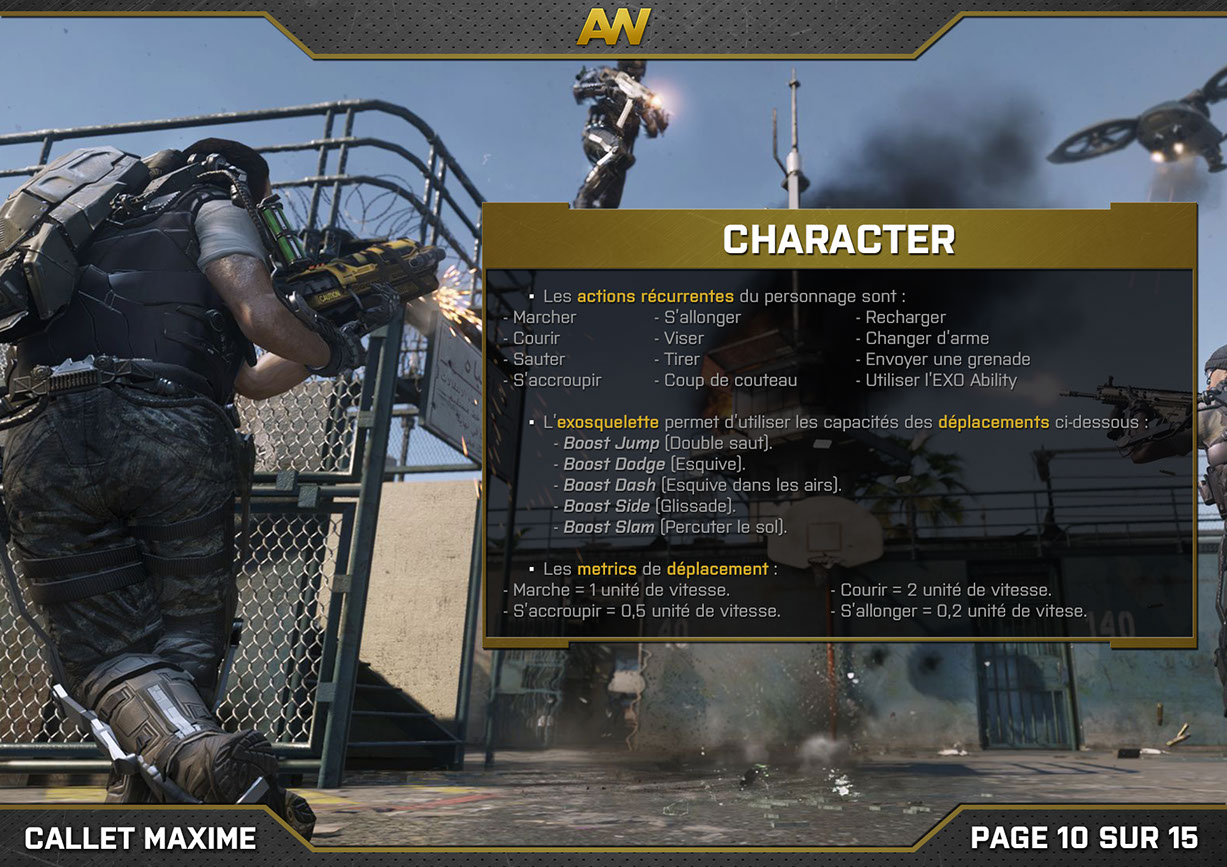 AW
CHARACTER
▪ Les actions récurrentes du personnage sont :
- Marcher - S'allonger - Recharger
- Courir - Viser - Changer d'arme
- Sauter - Tirer - Envoyer une grenade
- S'accroupir - Coup de couteau - Utiliser l'EXO Ability
▪ L'exosquelette permet d'utiliser les capacités des déplacements ci-dessous :
- Boost Jump (Double saut).
- Boost Dodge (Esquive).
- Boost Dash (Esquive dans les airs).
- Boost Side (Glissade).
- Boost Slam (Percuter le sol).
▪ Les metrics de déplacement :
- Marche = 1 unité de vitesse. - Courir = 2 unité de vitesse.
- S'accroupir = 0,5 unité de vitesse. - S'allonger = 0,2 unité de vitese.
140 140
CAUTION
CALLET MAXIME
PAGE 10 SUR 15